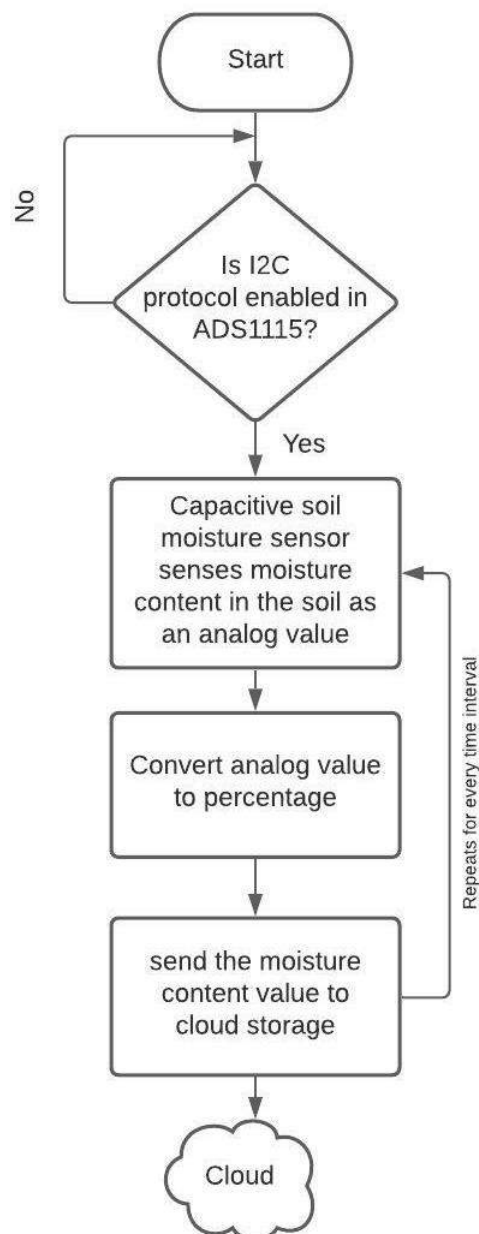 Start
No
Is I2C
protocol enabled in
ADS1115?
Yes
Capacitive soil
moisture sensor
senses moisture
content in the soil as
an analog value
Repeats for every time interval
Convert analog value
to percentage
send the moisture
content value to
cloud storage
Cloud